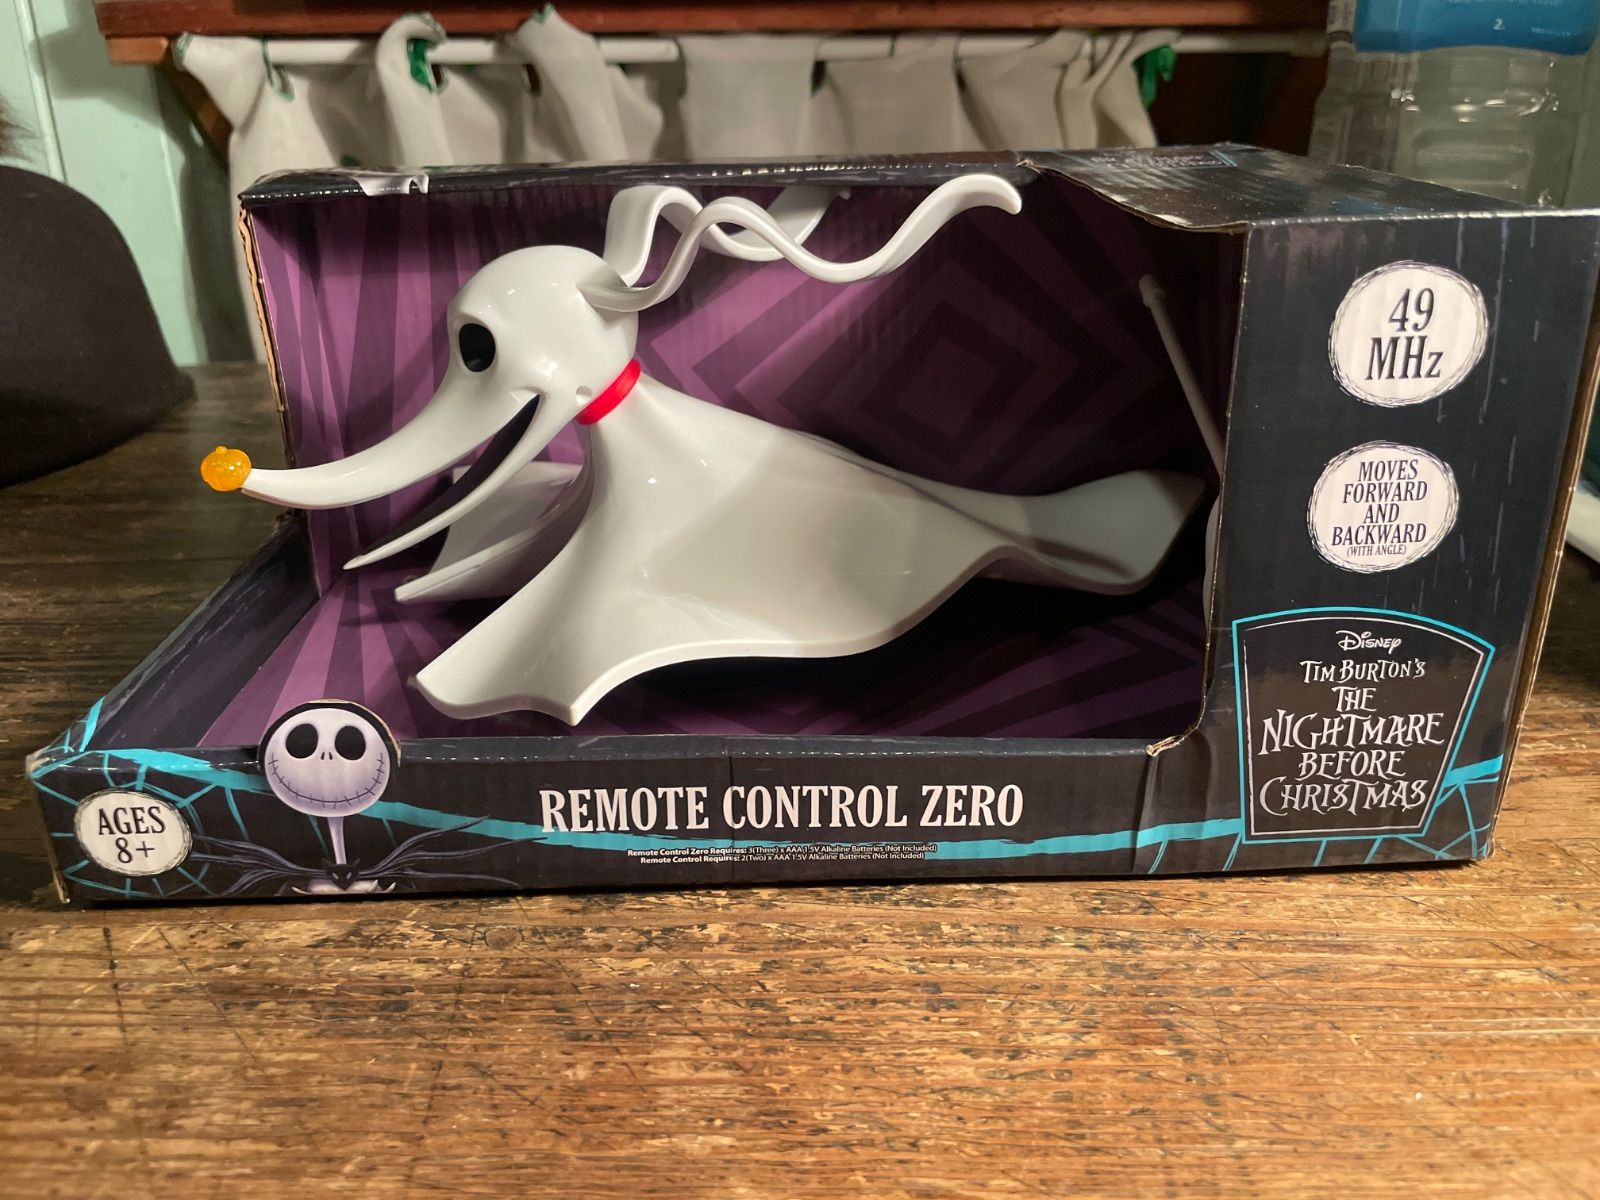 49
MHz
MOVES
FORWARD
AND
BACKWARD
(WITH ANGLE)
Disney
TIM BURTON'S
THE
NIGHTMARE
BEFORE
CHRISTMAS
AGES
8+
REMOTE CONTROL ZERO
Remote Control Zero Requires: 3(Three) x AAA 1.5V Alkaline Batteries (Not Included)
Remote Control Requires: 2(Two) x AAA 1.5V Alkaline Batteries (Not Included)
2